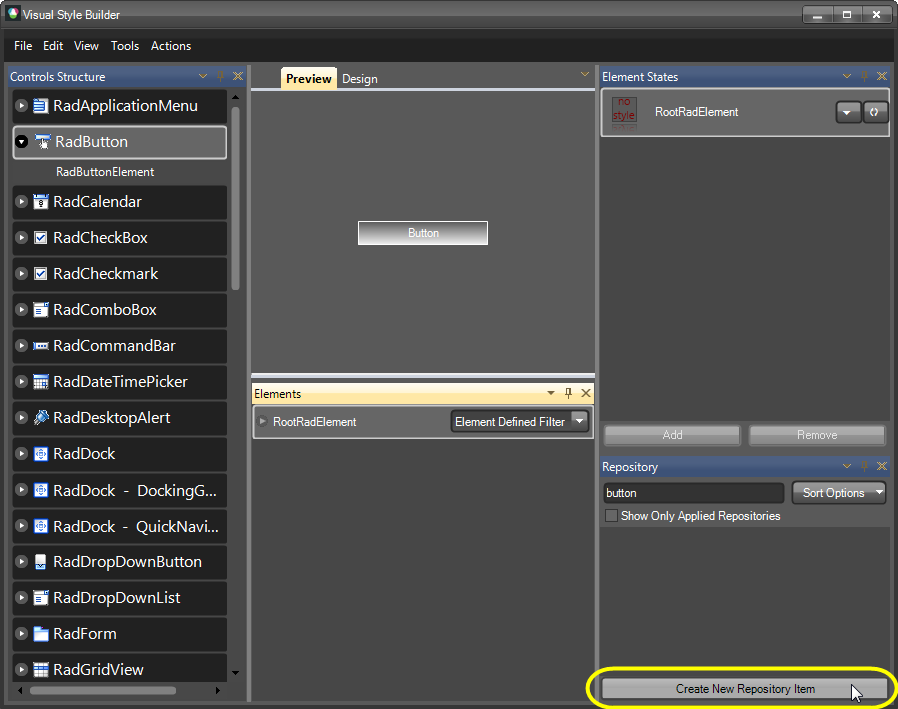 Visual Style Builder
File Edit View Tools Actions
Controls Structure
RadApplicationMenu
RadButton
RadButtonElement
RadCalendar
RadCheckBox
RadCheckmark
RadComboBox
RadCommandBar
RadDateTimePicker
RadDesktopAlert
RadDock
RadDock - DockingG...
RadDock - QuickNavi...
RadDropDownButton
RadDropDownList
RadForm
RadGridView
Preview Design
Button
Elements
RootRadElement Element Defined Filter
Element States
no
style
RootRadElement
Add Remove
Repository
button Sort Options
Show Only Applied Repositories
Create New Repository Item